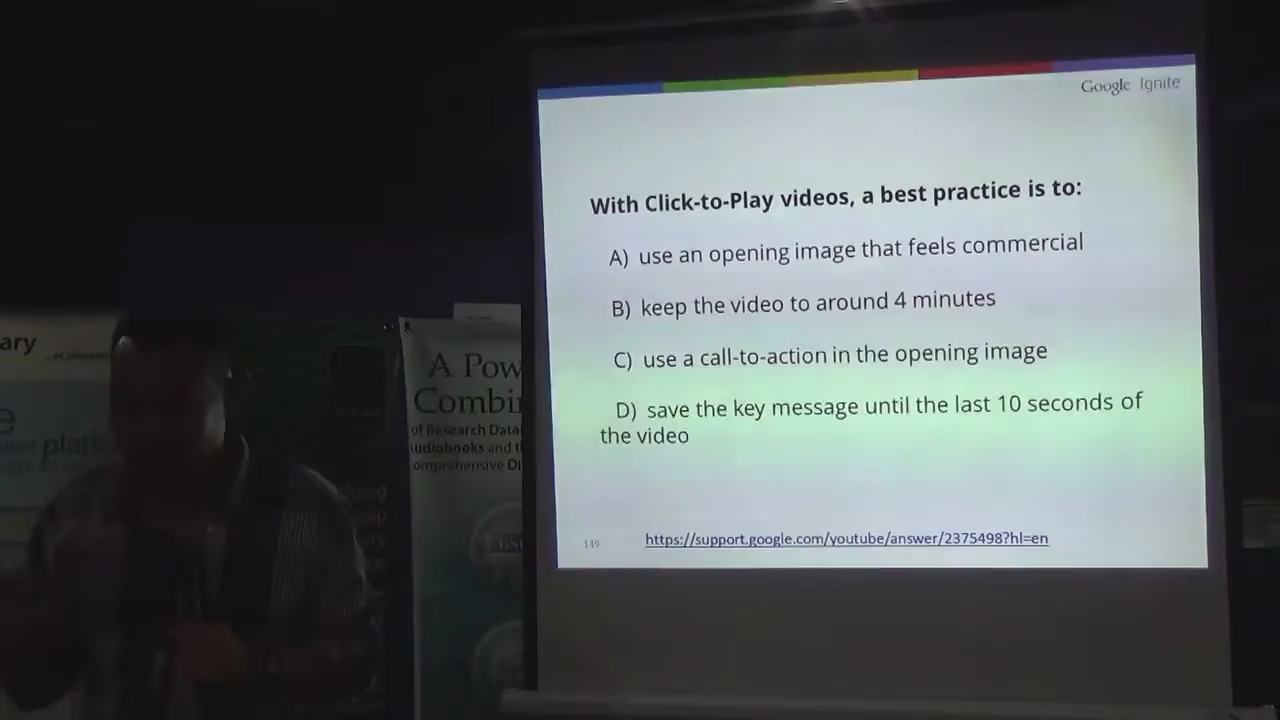 Google Ignite
With Click-to-Play videos, a best practice is to:
A) use an opening image that feels commercial
B) keep the video to around 4 minutes
C) use a call-to-action in the opening image
D) save the key message until the last 10 seconds of
the video
149
https://support.google.com/youtube/answer/2375498?hl=en
ary
e
A Pow
Combi
of Research Data
udiobooks and t
omprehensive Di